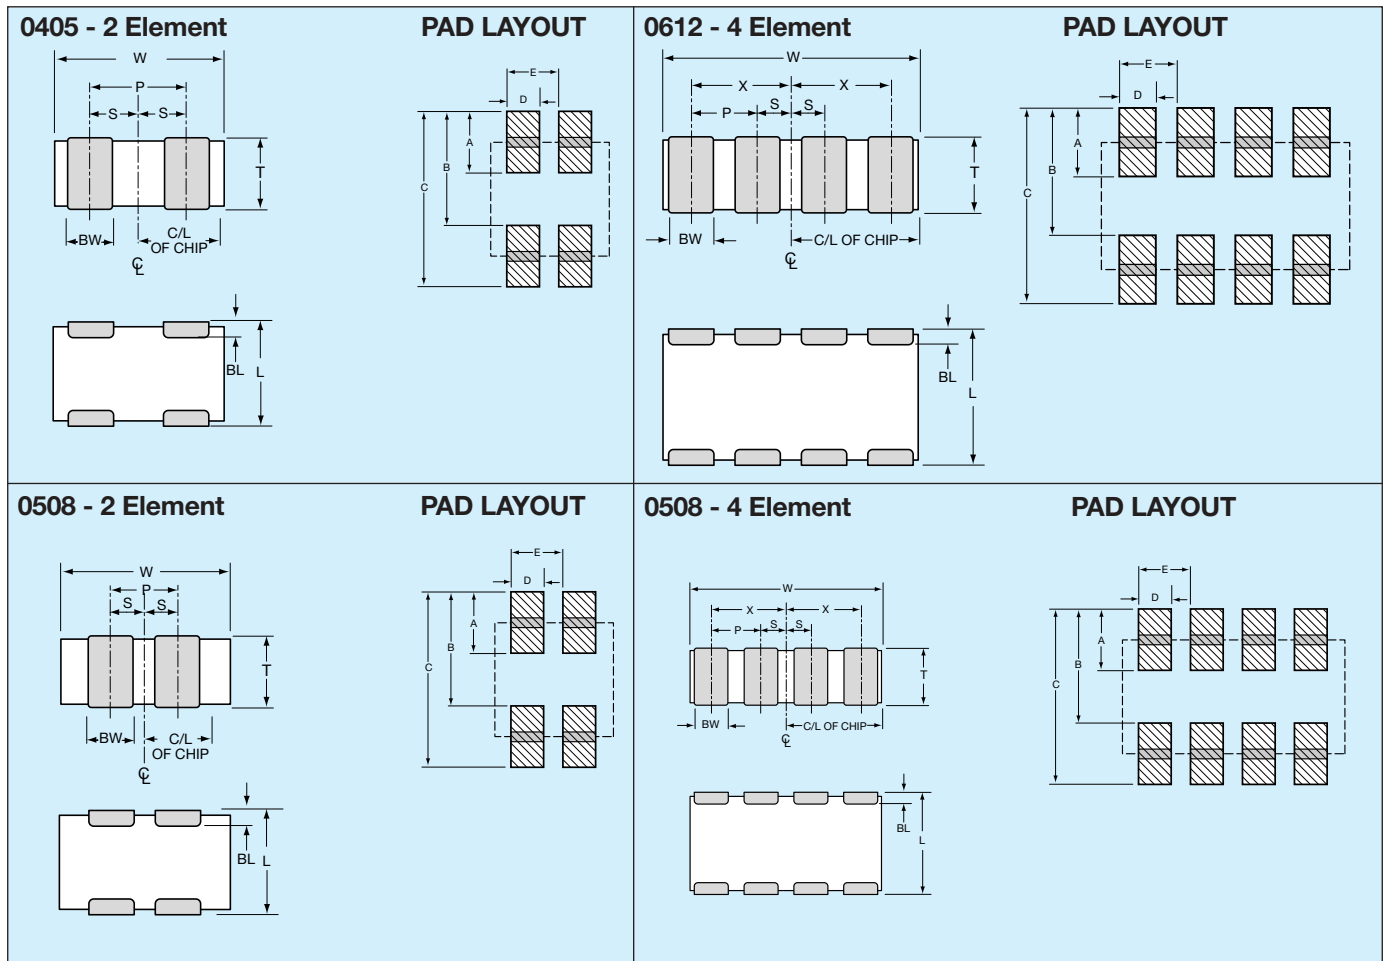 0405 - 2 Element
PAD LAYOUT
W
P
S S
T
BW
C/L
OF CHIP
℄
BL
L
E
D
A
B
C
0612 - 4 Element
PAD LAYOUT
W
X X
P S S
T
BW
C/L OF CHIP
℄
BL
L
E
D
A
B
C
0508 - 2 Element
PAD LAYOUT
W
P
S S
T
BW
C/L
OF CHIP
℄
BL
L
E
D
A
B
C
0508 - 4 Element
PAD LAYOUT
W
X X
P S S
T
BW
C/L OF CHIP
℄
BL
L
E
D
A
B
C